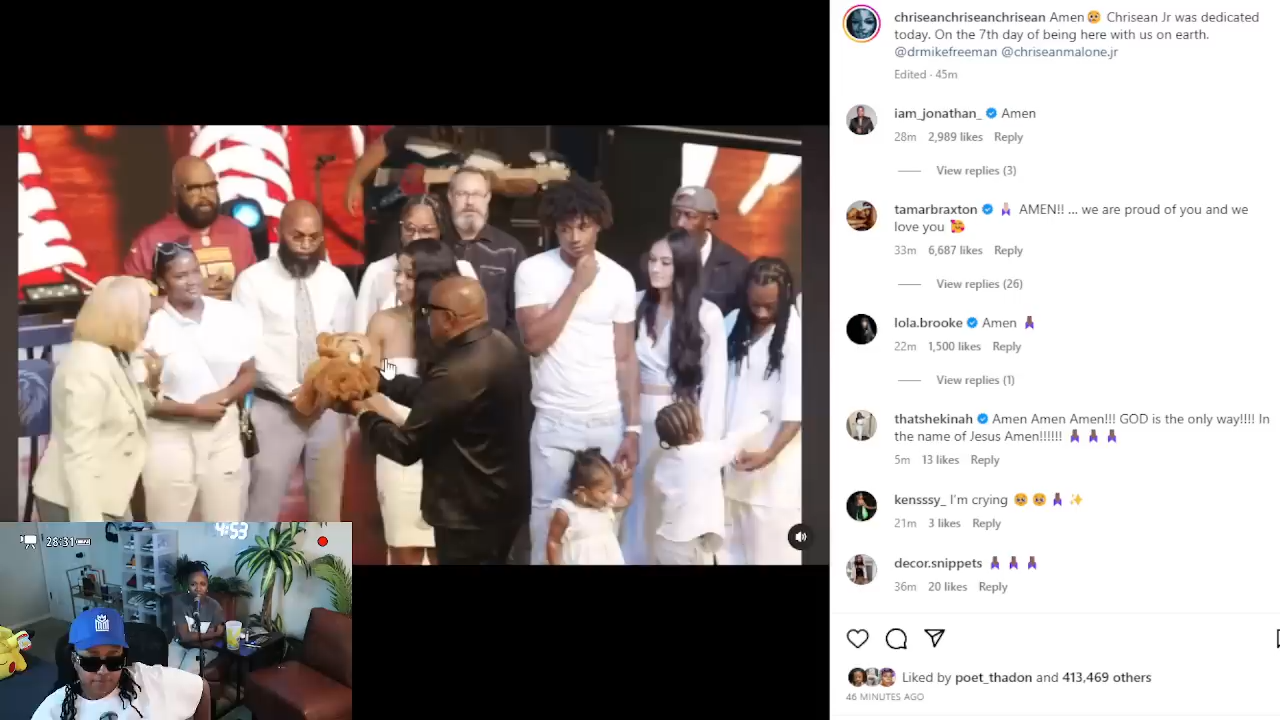 chriseanchriseanchrisean Amen🥹 Chrisean Jr was dedicated
today. On the 7th day of being here with us on earth.
@drmikefreeman @chriseanmalone.jr
Edited · 45m
iam_jonathan_ Amen
28m 2,989 likes Reply
View replies (3)
tamarbraxton 🧎🏻‍♀️ AMEN!! ... we are proud of you and we
love you 🥰
33m 6,687 likes Reply
View replies (26)
lola.brooke Amen 🧎🏾‍♀️
22m 1,500 likes Reply
View replies (1)
thatshekinah Amen Amen Amen!!! GOD is the only way!!!! In
the name of Jesus Amen!!!!!! 🧎🏾‍♀️ 🧎🏾‍♀️ 🧎🏾‍♀️
5m 13 likes Reply
kensssy_ I'm crying 🥹 🥹 🧎🏾‍♀️ ✨
21m 3 likes Reply
decor.snippets 🧎🏾‍♀️ 🧎🏾‍♀️ 🧎🏾‍♀️
36m 20 likes Reply
Liked by poet_thadon and 413,469 others
46 MINUTES AGO
28:31
4:53